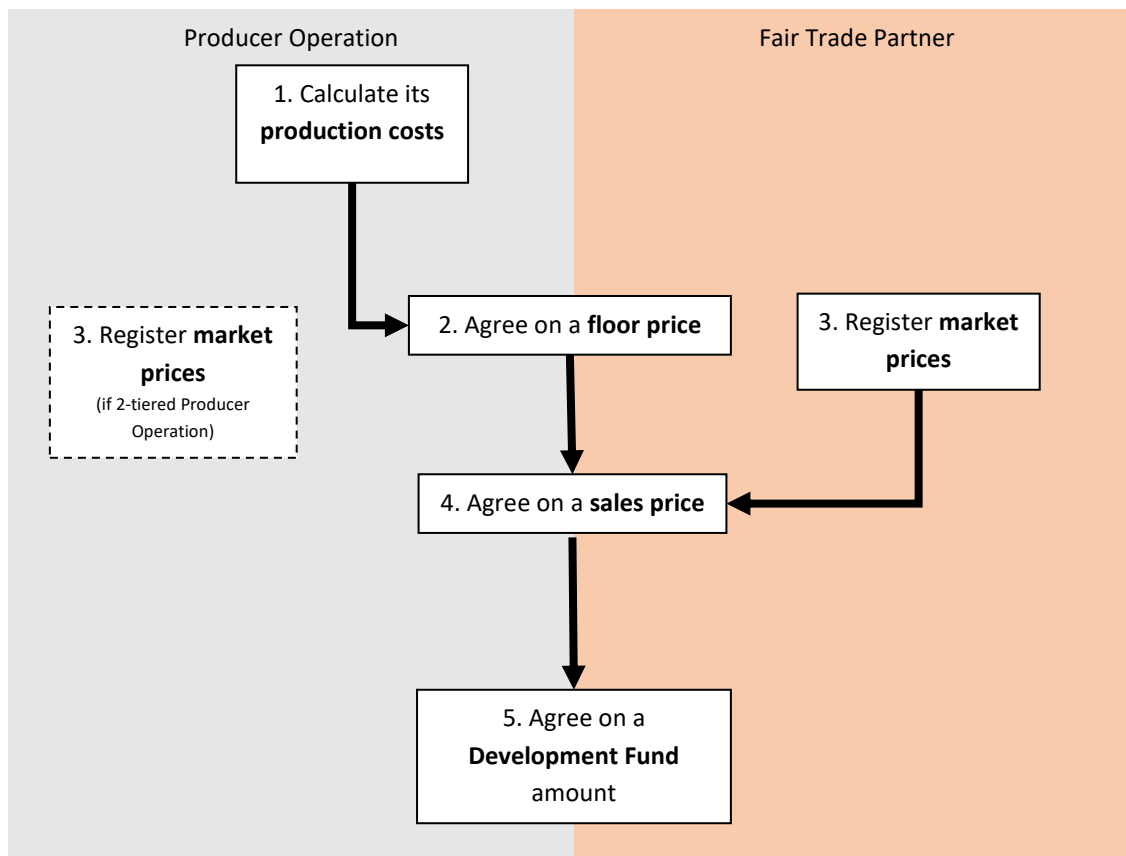 Producer Operation
Fair Trade Partner
1. Calculate its
production costs
2. Agree on a floor price
3. Register market
prices
(if 2-tiered Producer
Operation)
3. Register market
prices
4. Agree on a sales price
5. Agree on a
Development Fund
amount